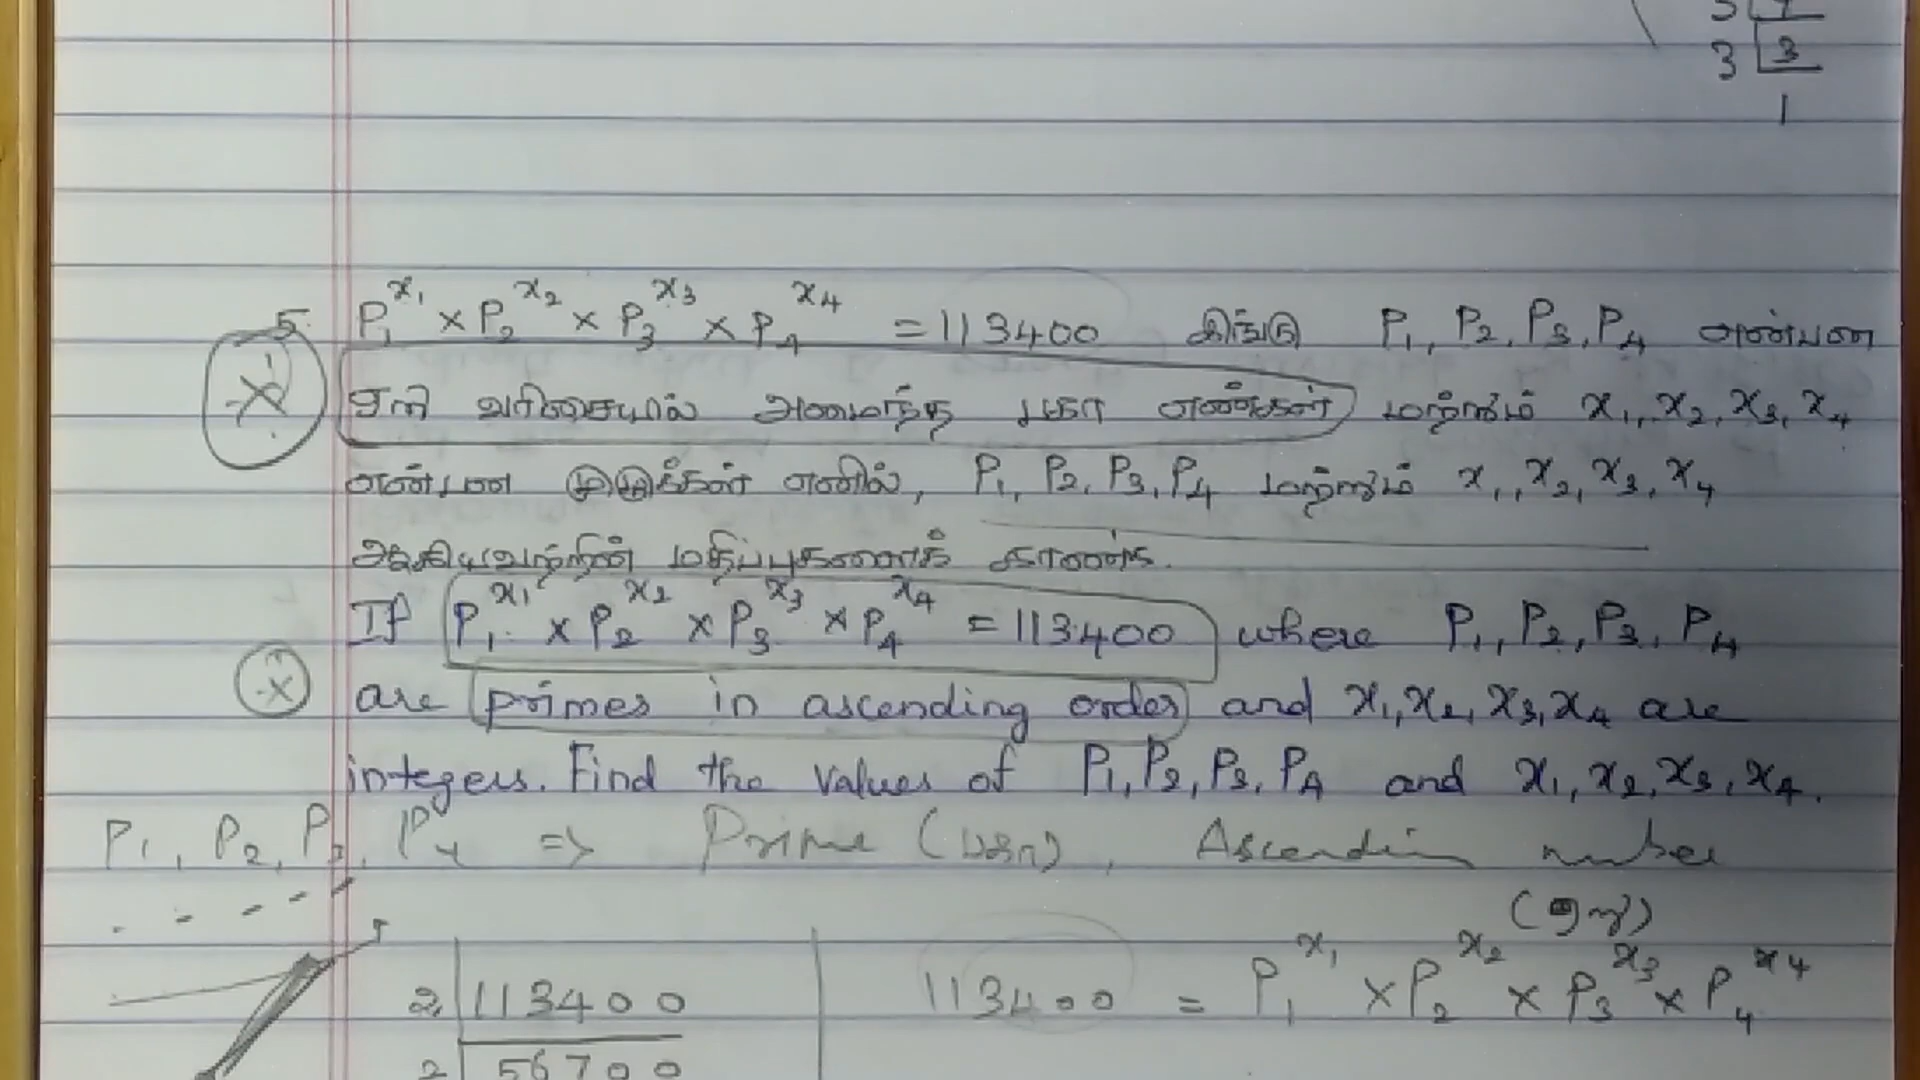 3 3
1
5. P₁^x₁ × P₂^x₂ × P₃^x₃ × P₄^x₄ = 113400 இங்கு P₁, P₂, P₃, P₄ என்பன
ஏறு வரிசையில் அமைந்த பகா எண்கள் மற்றும் x₁, x₂, x₃, x₄
என்பன முழுக்கள் எனில், P₁, P₂, P₃, P₄ மற்றும் x₁, x₂, x₃, x₄
ஆகியவற்றின் மதிப்புகளைக் காண்க.
If P₁^x₁ × P₂^x₂ × P₃^x₃ × P₄^x₄ = 113400 where P₁, P₂, P₃, P₄
are primes in ascending order and x₁, x₂, x₃, x₄ are
integers. Find the values of P₁, P₂, P₃, P₄ and x₁, x₂, x₃, x₄.
P₁, P₂, P₃, P₄ => Prime (பகா), Ascending number
(ஏறு)
2 113400 113400 = P₁^x₁ × P₂^x₂ × P₃^x₃ × P₄^x₄
2 56700